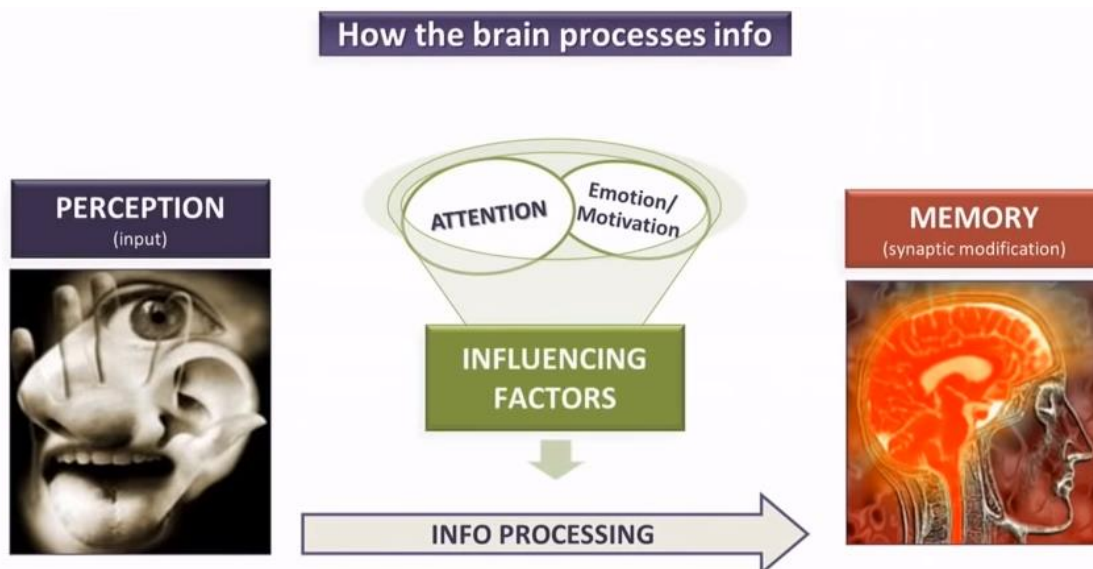 How the brain processes info
PERCEPTION
(input)
ATTENTION
Emotion/
Motivation
INFLUENCING
FACTORS
MEMORY
(synaptic modification)
INFO PROCESSING